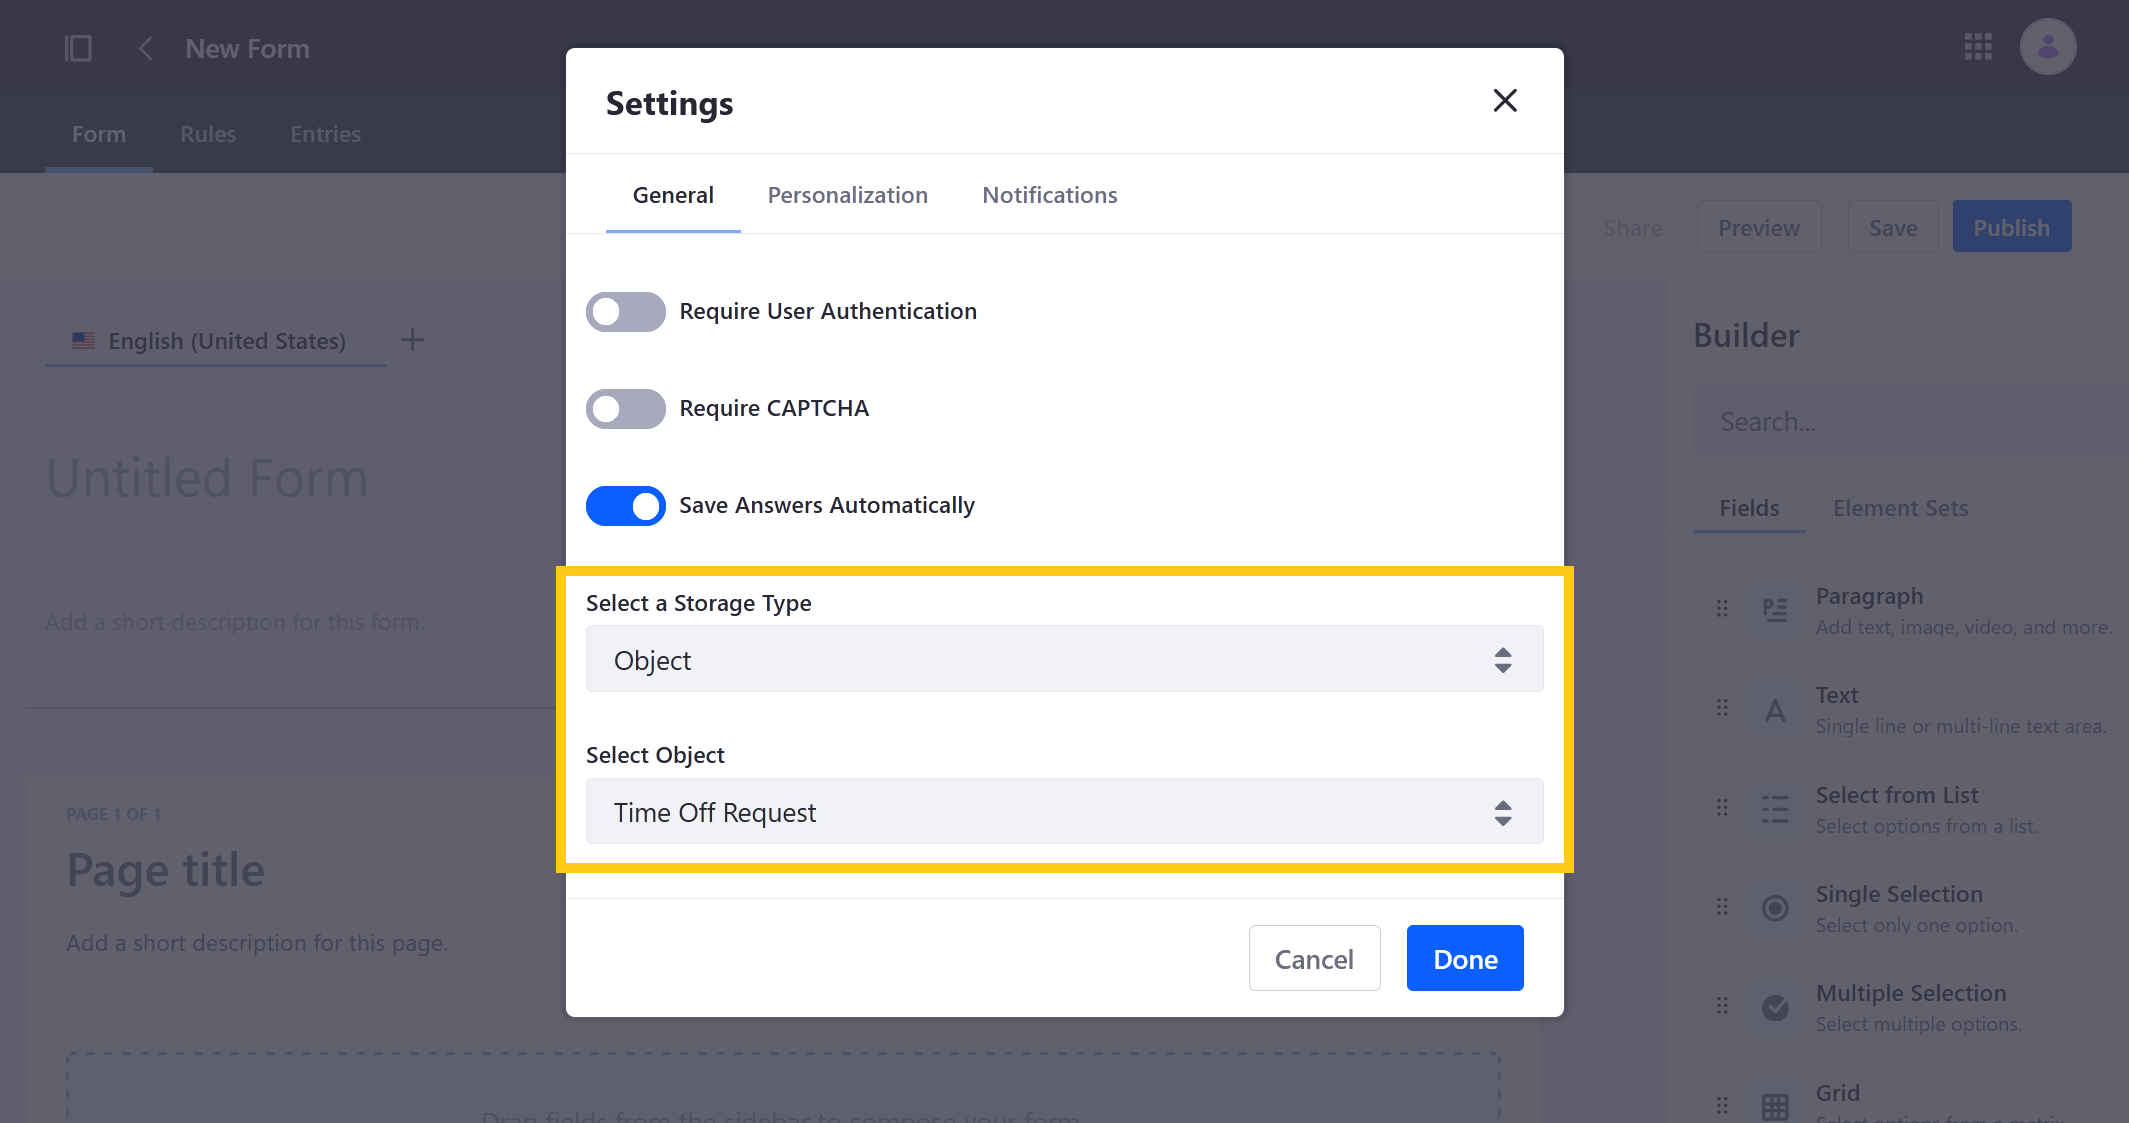 New Form
Form Rules Entries
Share Preview Save Publish
English (United States)
Untitled Form
Add a short description for this form.
PAGE 1 OF 1
Page title
Add a short description for this page.
Drag fields from the sidebar to compose your form.
Settings
General Personalization Notifications
Require User Authentication
Require CAPTCHA
Save Answers Automatically
Select a Storage Type
Object
Select Object
Time Off Request
Cancel Done
Builder
Search...
Fields Element Sets
Paragraph
Add text, image, video, and more.
Text
Single line or multi-line text area.
Select from List
Select options from a list.
Single Selection
Select only one option.
Multiple Selection
Select multiple options.
Grid
Select options from a matrix.